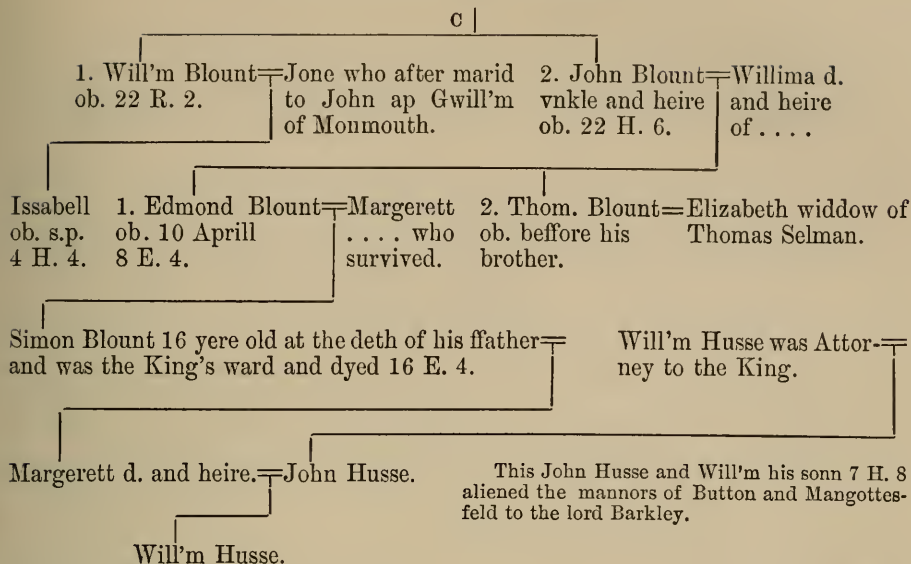 C
1. Will'm Blount=Jone who after marid
ob. 22 R. 2.
to John ap Gwill'm
of Monmouth.
2. John Blount=Willima d.
vnkle and heire
and heire
ob. 22 H. 6.
of . . . .
Issabell
ob. s.p.
4 H. 4.
1. Edmond Blount=Margerett
ob. 10 Aprill
. . . . who
8 E. 4.
survived.
2. Thom. Blount=Elizabeth widdow of
ob. beffore his
Thomas Selman.
brother.
Simon Blount 16 yere old at the deth of his ffather=
and was the King's ward and dyed 16 E. 4.
Will'm Husse was Attor-=
ney to the King.
Margerett d. and heire.=John Husse.
This John Husse and Will'm his sonn 7 H. 8
aliened the mannors of Button and Mangottes-
feld to the lord Barkley.
Will'm Husse.